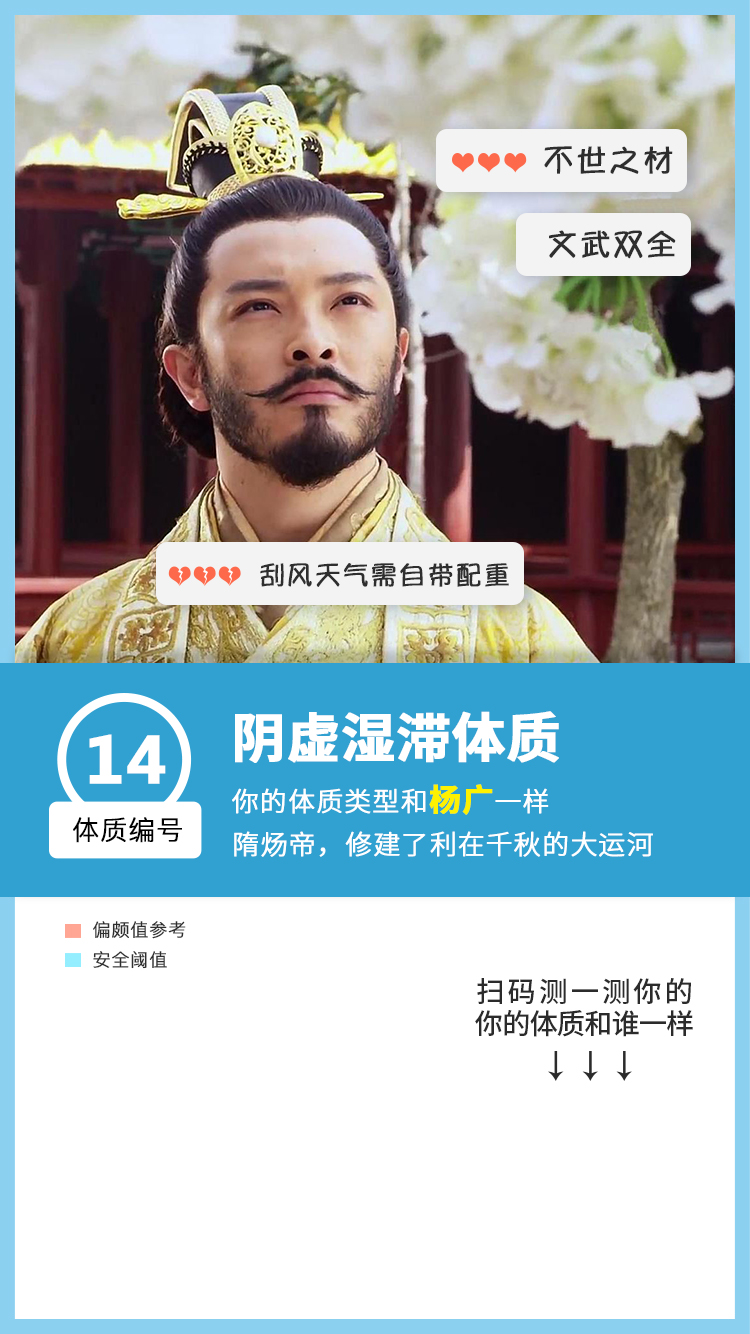 不世之材
文武双全
刮风天气需自带配重
14
体质编号
阴虚湿滞体质
你的体质类型和杨广一样
隋炀帝，修建了利在千秋的大运河
偏颇值参考
安全阈值
扫码测一测你的
你的体质和谁一样
↓ ↓ ↓